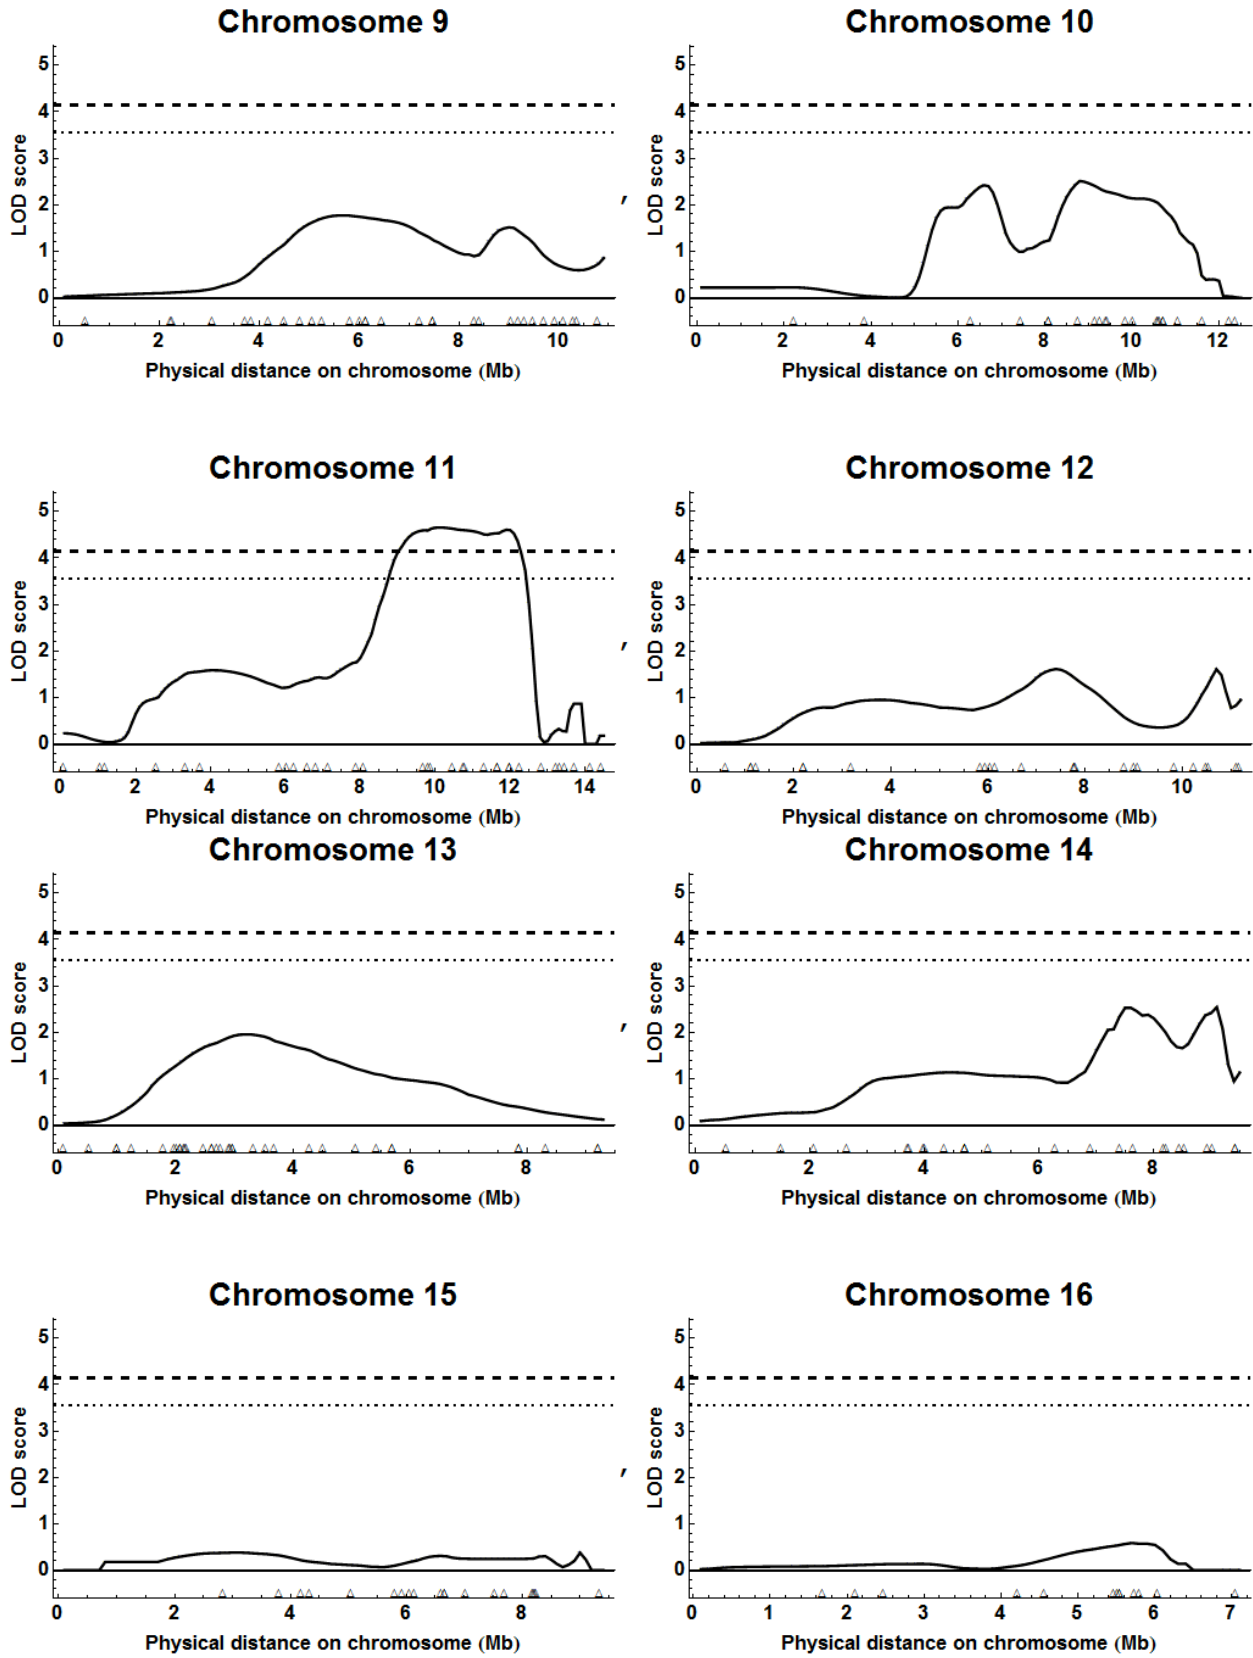 Chromosome 9
5
4
3
2
1
0
LOD score
0 2 4 6 8 10
Physical distance on chromosome (Mb)
,
Chromosome 10
5
4
3
2
1
0
LOD score
0 2 4 6 8 10 12
Physical distance on chromosome (Mb)
Chromosome 11
5
4
3
2
1
0
LOD score
0 2 4 6 8 10 12 14
Physical distance on chromosome (Mb)
,
Chromosome 12
5
4
3
2
1
0
LOD score
0 2 4 6 8 10
Physical distance on chromosome (Mb)
Chromosome 13
5
4
3
2
1
0
LOD score
0 2 4 6 8
Physical distance on chromosome (Mb)
,
Chromosome 14
5
4
3
2
1
0
LOD score
0 2 4 6 8
Physical distance on chromosome (Mb)
Chromosome 15
5
4
3
2
1
0
LOD score
0 2 4 6 8
Physical distance on chromosome (Mb)
,
Chromosome 16
5
4
3
2
1
0
LOD score
0 1 2 3 4 5 6 7
Physical distance on chromosome (Mb)